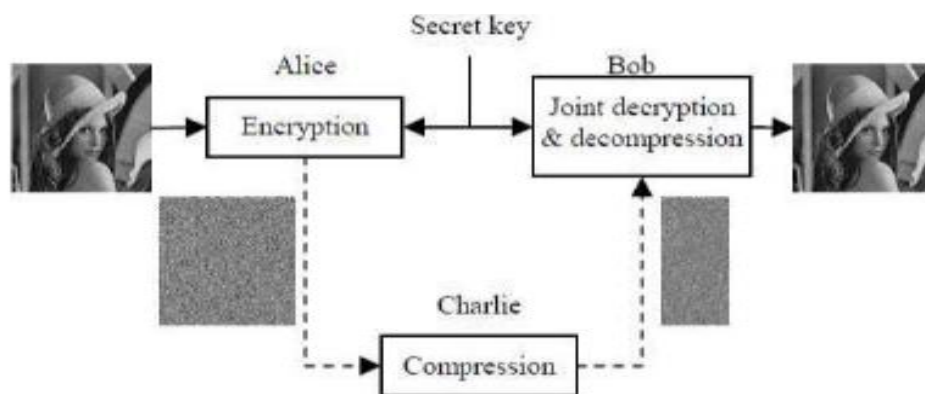 Secret key
Alice
Bob
Encryption
Joint decryption
& decompression
Charlie
Compression